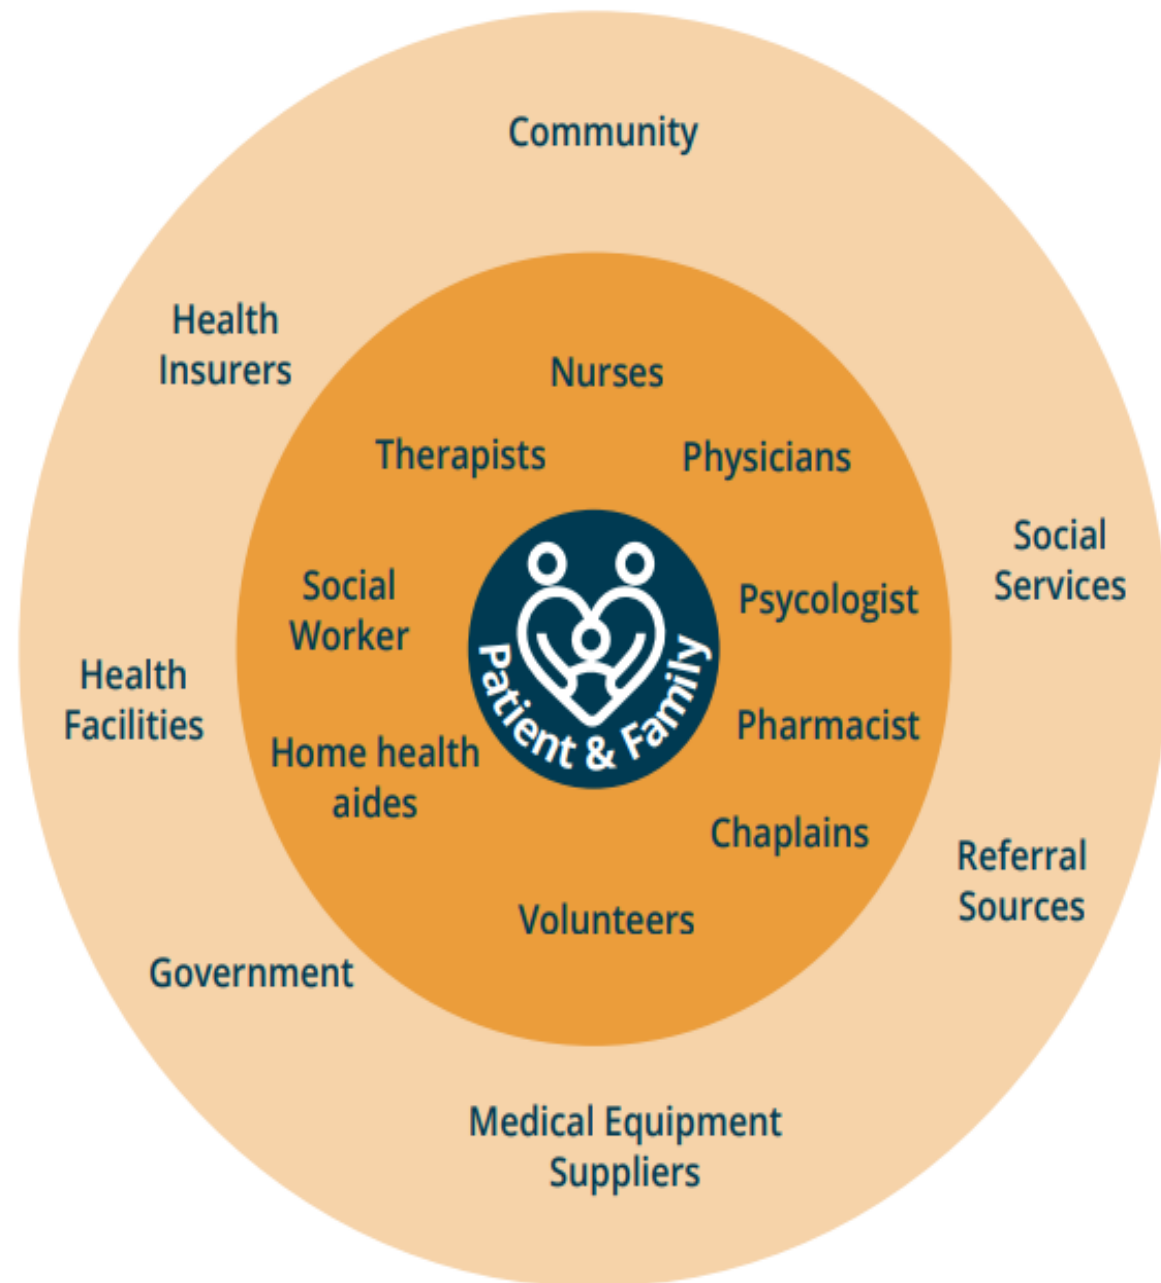 Community
Health
Insurers
Nurses
Therapists
Physicians
Social
Services
Social
Worker
Psycologist
Patient & Family
Health
Facilities
Pharmacist
Home health
aides
Chaplains
Referral
Sources
Volunteers
Government
Medical Equipment
Suppliers